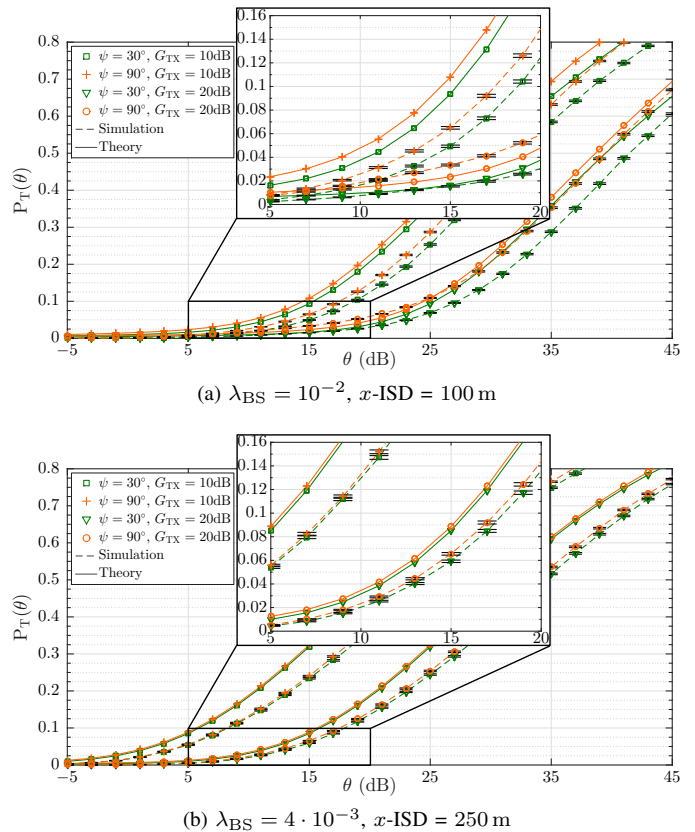 0.8
0.7
0.6
0.5
0.4
0.3
0.2
0.1
0
P_T(θ)
ψ = 30°, G_TX = 10dB
ψ = 90°, G_TX = 10dB
ψ = 30°, G_TX = 20dB
ψ = 90°, G_TX = 20dB
Simulation
Theory
0.16
0.14
0.12
0.1
0.08
0.06
0.04
0.02
0
5 10 15 20
−5 5 15 25 35 45
θ (dB)
(a) λ_BS = 10⁻², x-ISD = 100 m
0.8
0.7
0.6
0.5
0.4
0.3
0.2
0.1
0
P_T(θ)
ψ = 30°, G_TX = 10dB
ψ = 90°, G_TX = 10dB
ψ = 30°, G_TX = 20dB
ψ = 90°, G_TX = 20dB
Simulation
Theory
0.16
0.14
0.12
0.1
0.08
0.06
0.04
0.02
0
5 10 15 20
−5 5 15 25 35 45
θ (dB)
(b) λ_BS = 4 · 10⁻³, x-ISD = 250 m